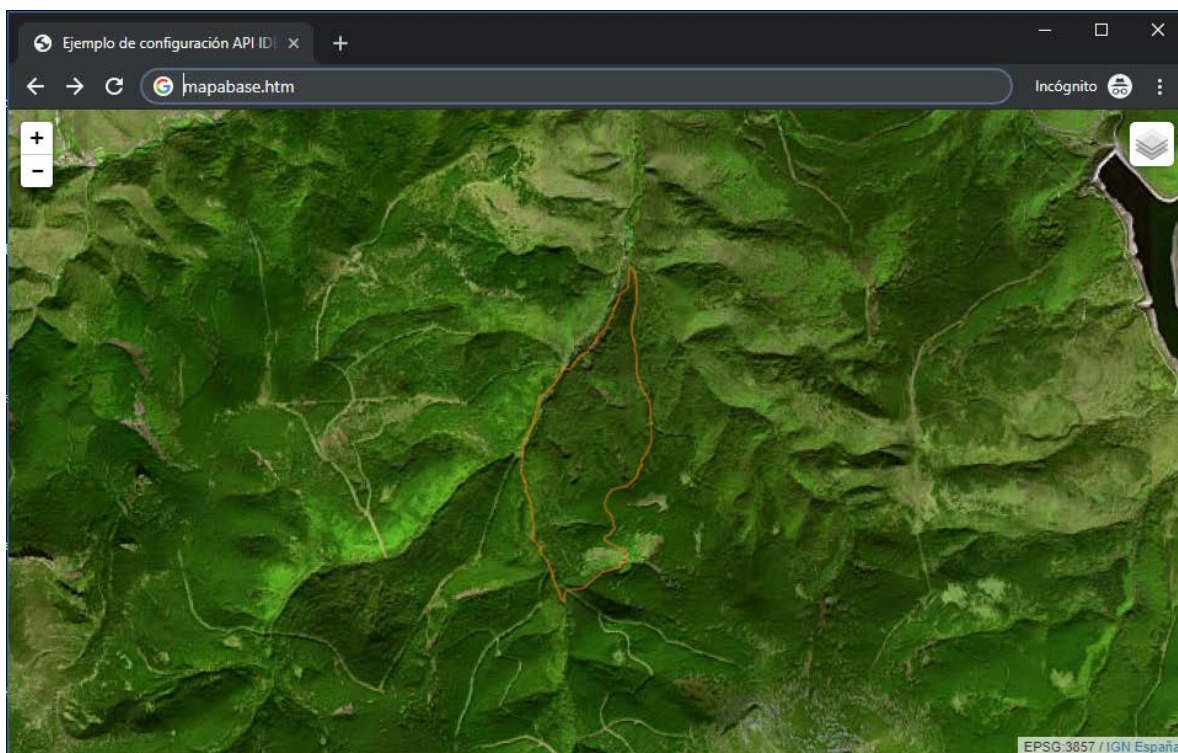 Ejemplo de configuración API ID
mapabase.htm
Incógnito
+
-
EPSG:3857 / IGN España